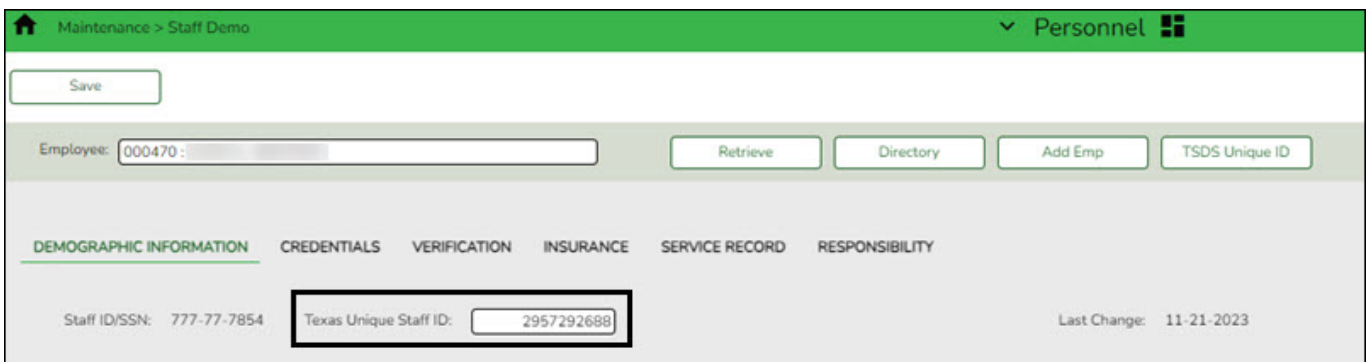 Maintenance > Staff Demo Personnel
Save
Employee: 000470 : Retrieve Directory Add Emp TSDS Unique ID
DEMOGRAPHIC INFORMATION CREDENTIALS VERIFICATION INSURANCE SERVICE RECORD RESPONSIBILITY
Staff ID/SSN: 777-77-7854 Texas Unique Staff ID: 2957292688 Last Change: 11-21-2023